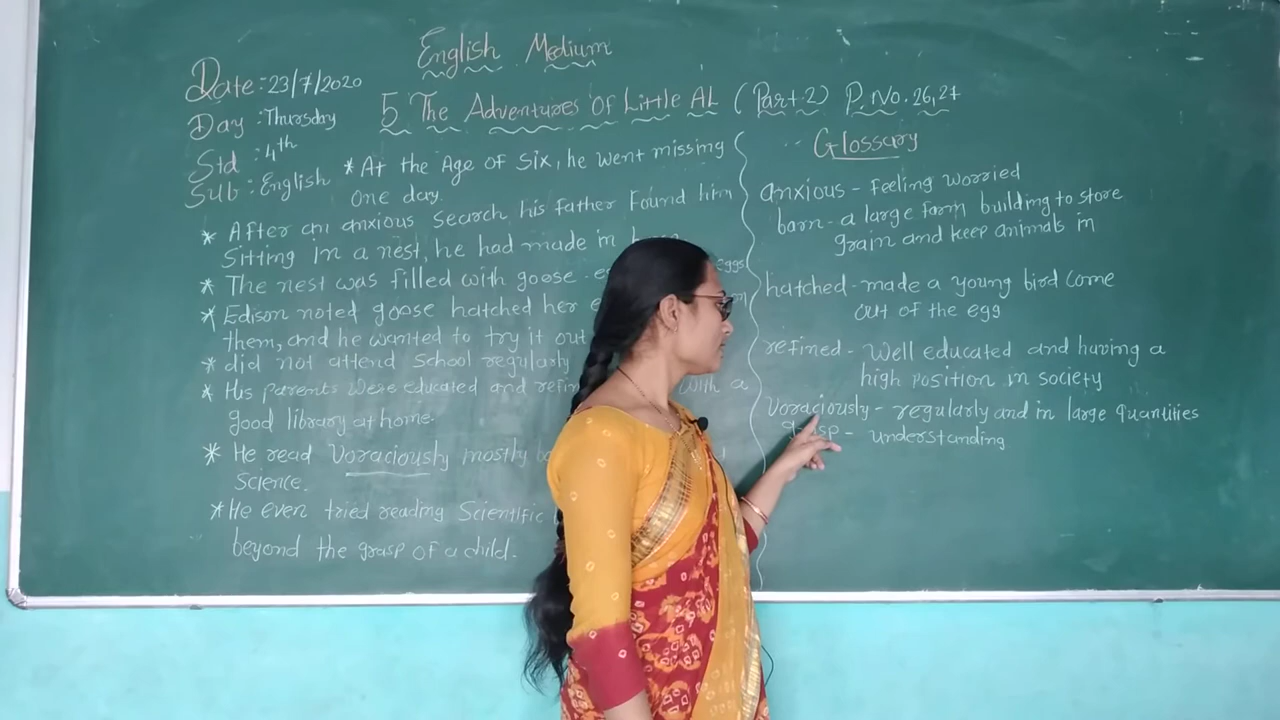 English Medium
Date:23/7/2020
Day :Thursday
Std :4th
Sub:English
5. The Adventures Of Little AL (Part.2) P.No.26,27
* At the Age of six, he went missing
one day.
* After an anxious search his father Found him
sitting in a nest, he had made in
* The nest was filled with goose eggs
* Edison noted goose hatched her
them, and he wanted to try it out
* did not attend school regularly
* His parents were educated and with a
good library at home.
* He read Voraciously mostly
science.
* He even tried reading Scientific
beyond the grasp of a child.
Glossary
anxious - feeling worried
barn - a large farm building to store
grain and keep animals in
hatched - made a young bird come
out of the egg
refined - Well educated and having a
high position in society
Voraciously - regularly and in large quantities
grasp - understanding